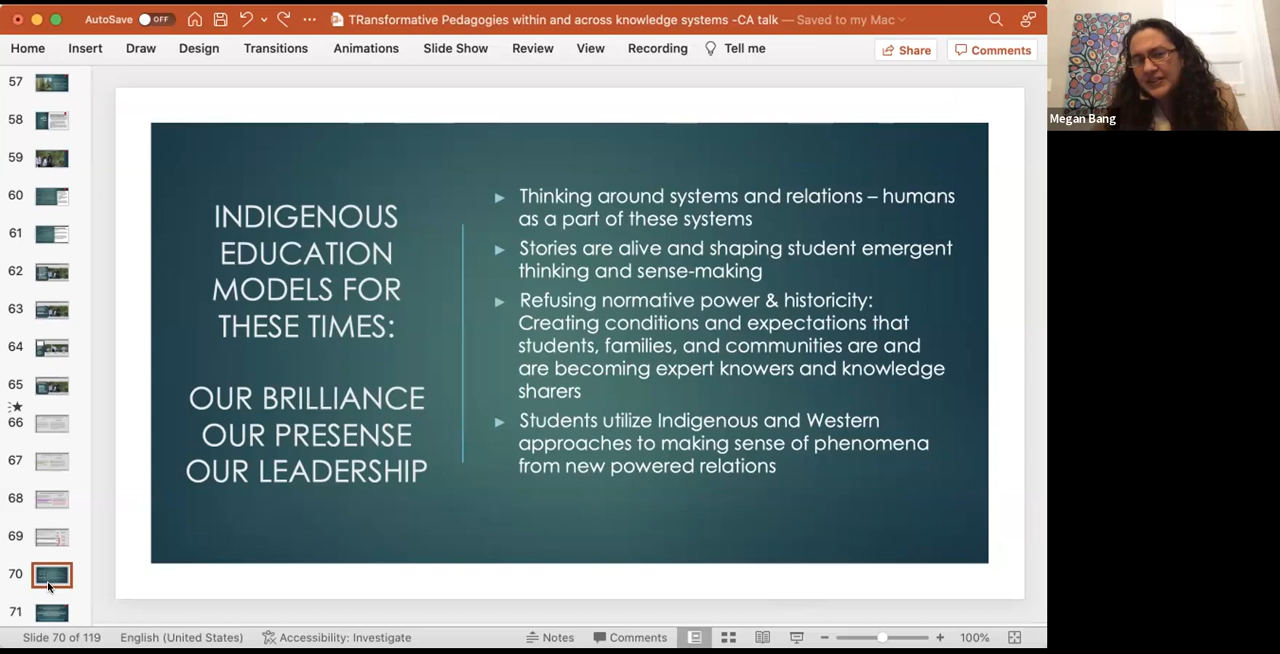 AutoSave OFF
TRansformative Pedagogies within and across knowledge systems -CA talk — Saved to my Mac
Home Insert Draw Design Transitions Animations Slide Show Review View Recording Tell me
Share Comments
57
58
59
60
61
62
63
64
65
66
67
68
69
70
71
INDIGENOUS
EDUCATION
MODELS FOR
THESE TIMES:
OUR BRILLIANCE
OUR PRESENSE
OUR LEADERSHIP
Thinking around systems and relations – humans
as a part of these systems
Stories are alive and shaping student emergent
thinking and sense-making
Refusing normative power & historicity:
Creating conditions and expectations that
students, families, and communities are and
are becoming expert knowers and knowledge
sharers
Students utilize Indigenous and Western
approaches to making sense of phenomena
from new powered relations
Slide 70 of 119 English (United States) Accessibility: Investigate Notes Comments 100%
Megan Bang